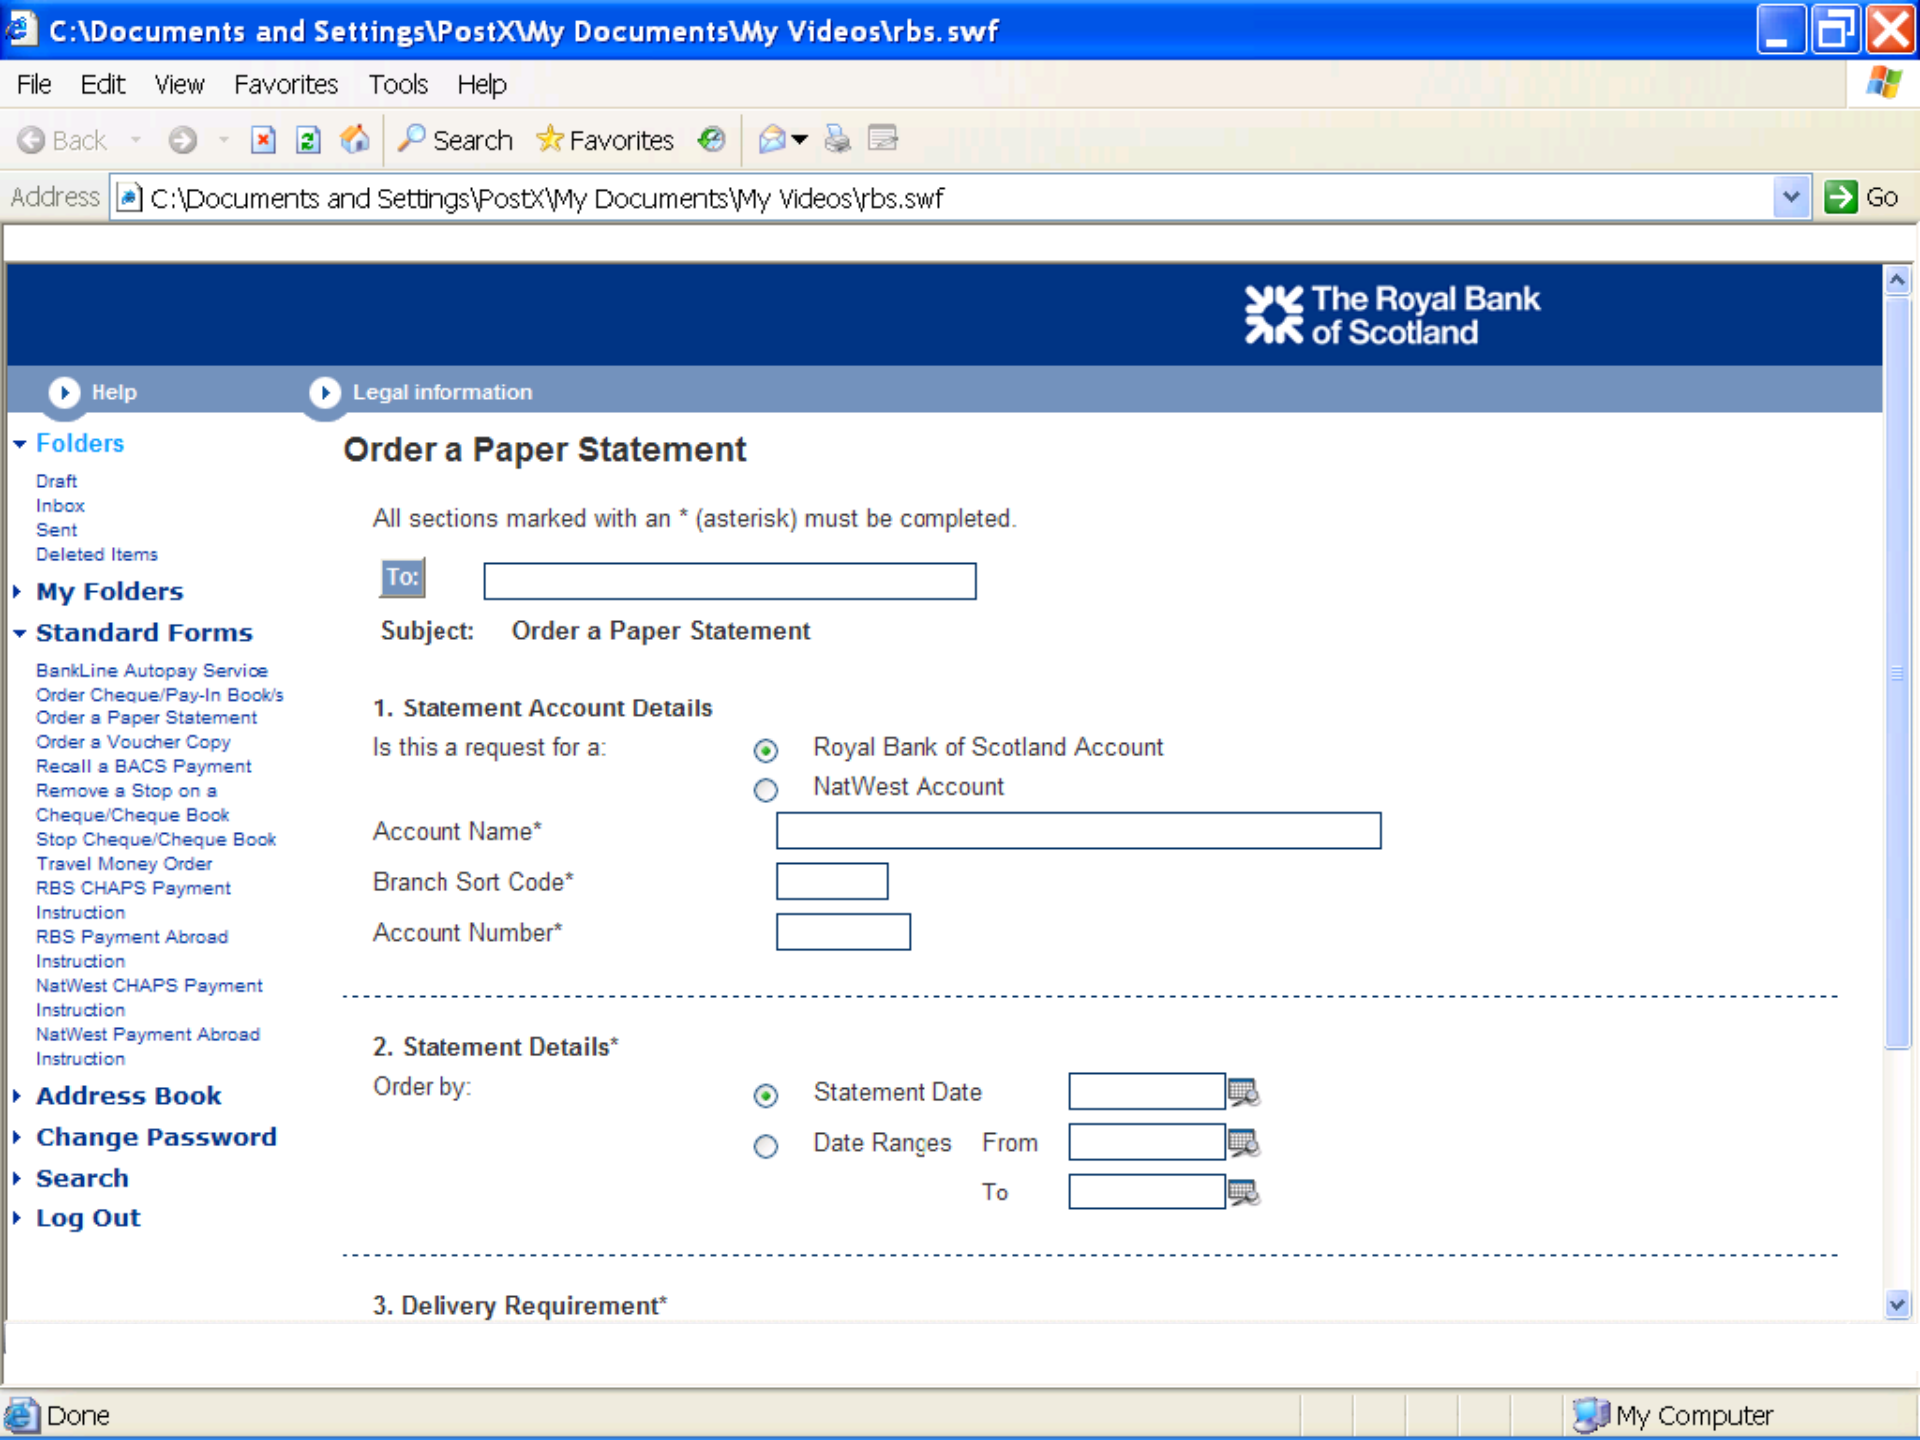 C:\Documents and Settings\PostX\My Documents\My Videos\rbs.swf
File Edit View Favorites Tools Help
Back Search Favorites
Address C:\Documents and Settings\PostX\My Documents\My Videos\rbs.swf Go
The Royal Bank
of Scotland
Help Legal information
Folders
Draft
Inbox
Sent
Deleted Items
My Folders
Standard Forms
BankLine Autopay Service
Order Cheque/Pay-In Book/s
Order a Paper Statement
Order a Voucher Copy
Recall a BACS Payment
Remove a Stop on a
Cheque/Cheque Book
Stop Cheque/Cheque Book
Travel Money Order
RBS CHAPS Payment
Instruction
RBS Payment Abroad
Instruction
NatWest CHAPS Payment
Instruction
NatWest Payment Abroad
Instruction
Address Book
Change Password
Search
Log Out
Order a Paper Statement
All sections marked with an * (asterisk) must be completed.
To:
Subject: Order a Paper Statement
1. Statement Account Details
Is this a request for a: Royal Bank of Scotland Account
NatWest Account
Account Name*
Branch Sort Code*
Account Number*
2. Statement Details*
Order by: Statement Date
Date Ranges From
To
3. Delivery Requirement*
Done My Computer